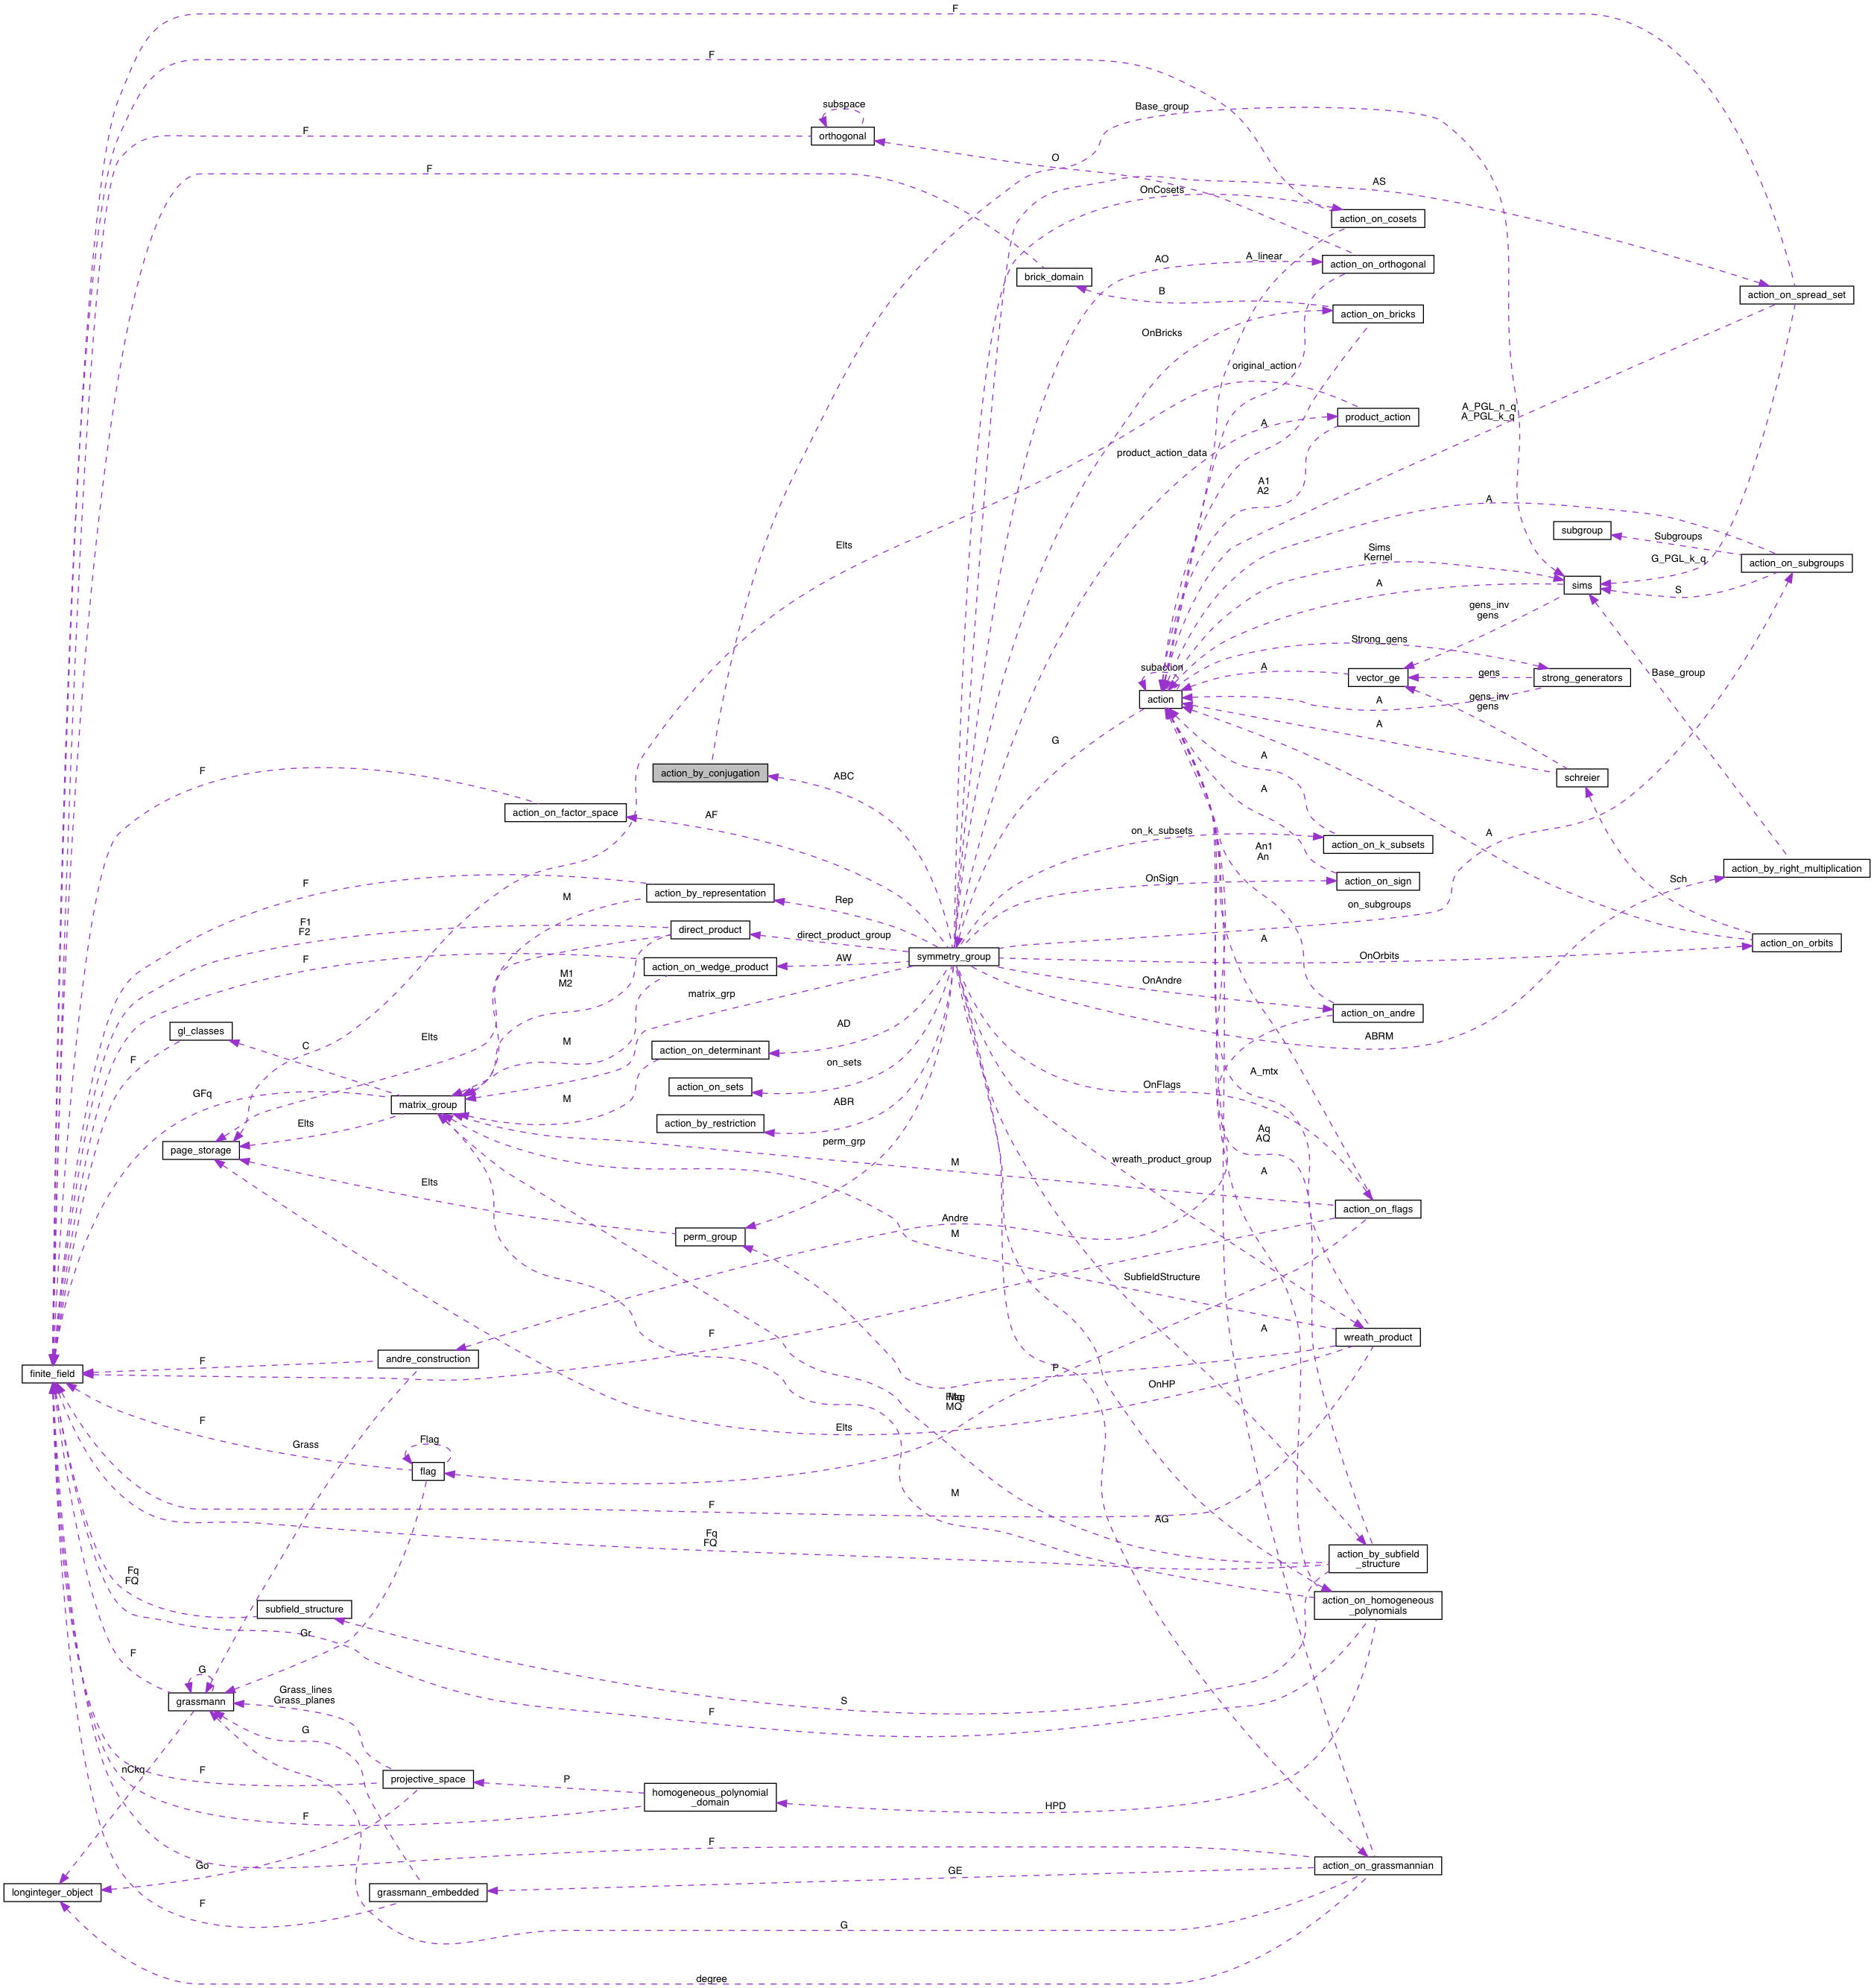 F
F
subspace
Base_group
F
orthogonal
O
F
AS
OnCosets
action_on_cosets
A_linear
AO
action_on_orthogonal
brick_domain
B
action_on_spread_set
action_on_bricks
OnBricks
original_action
A_PGL_n_q
A_PGL_k_q
product_action
A
product_action_data
A1
A2
A
subgroup
Subgroups
Elts
Sims
Kernel
G_PGL_k_q
action_on_subgroups
sims
A
S
gens_inv
gens
Strong_gens
subaction
A
vector_ge
gens
strong_generators
Base_group
action
A
gens_inv
gens
A
G
A
F
action_by_conjugation
ABC
schreier
A
action_on_factor_space
AF
on_k_subsets
A
action_on_k_subsets
An1
An
action_by_right_multiplication
F
action_by_representation
M
Rep
OnSign
action_on_sign
Sch
on_subgroups
F1
F2
direct_product
direct_product_group
A
action_on_orbits
F
action_on_wedge_product
AW
symmetry_group
OnOrbits
M1
M2
OnAndre
matrix_grp
action_on_andre
gl_classes
AD
ABRM
F
C
Elts
M
action_on_determinant
on_sets
A_mtx
action_on_sets
OnFlags
GFq
matrix_group
M
ABR
Elts
action_by_restriction
Aq
AQ
page_storage
perm_grp
wreath_product_group
M
A
Elts
action_on_flags
Andre
M
perm_group
SubfieldStructure
A
F
wreath_product
andre_construction
F
finite_field
P
OnHP
MQ
F
Elts
Flag
Grass
flag
M
F
AG
Fq
FQ
action_by_subfield
_structure
Fq
FQ
subfield_structure
action_on_homogeneous
_polynomials
Gr
F
G
grassmann
Grass_lines
Grass_planes
S
F
G
nCkq
F
projective_space
P
homogeneous_polynomial
_domain
HPD
F
F
Go
action_on_grassmannian
GE
longinteger_object
grassmann_embedded
F
G
degree